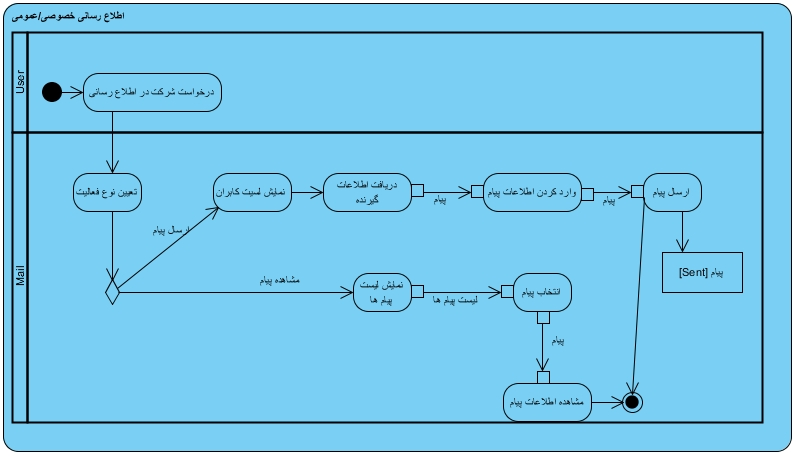 اطلاع رسانی خصوصی/عمومی
User
درخواست شرکت در اطلاع رسانی
Mail
تعیین نوع فعالیت
نمایش لسیت کابران
دریافت اطلاعات
گیرنده
پیام
وارد کردن اطلاعات پیام
پیام
ارسال پیام
ارسال پیام
پیام [Sent]
مشاهده پیام
نمایش لیست
پیام ها
لیست پیام ها
انتخاب پیام
پیام
مشاهده اطلاعات پیام